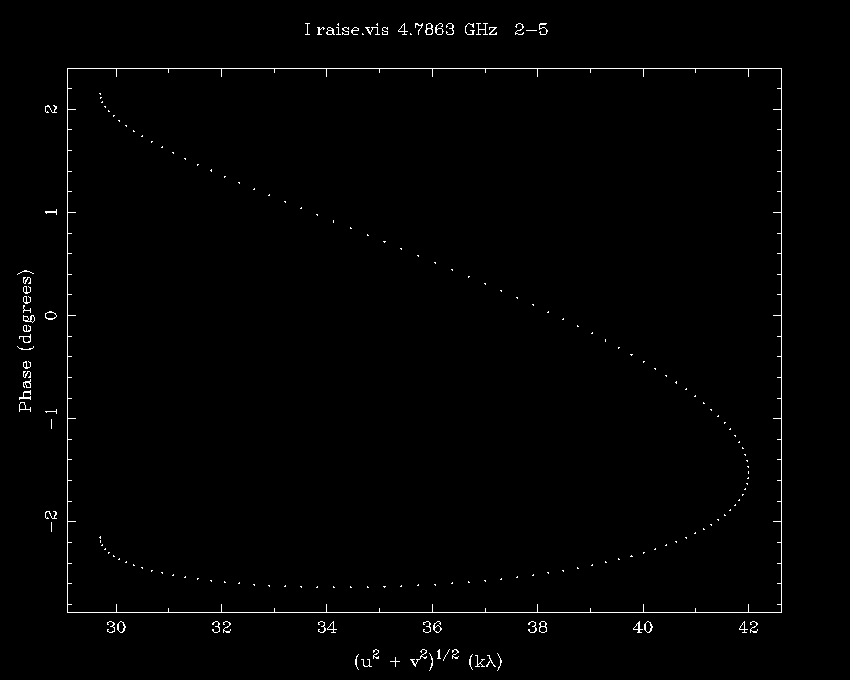 I raise.vis 4.7863 GHz 2-5
2
1
0
-1
-2
Phase (degrees)
30 32 34 36 38 40 42
(u² + v²)^1/2 (kλ)